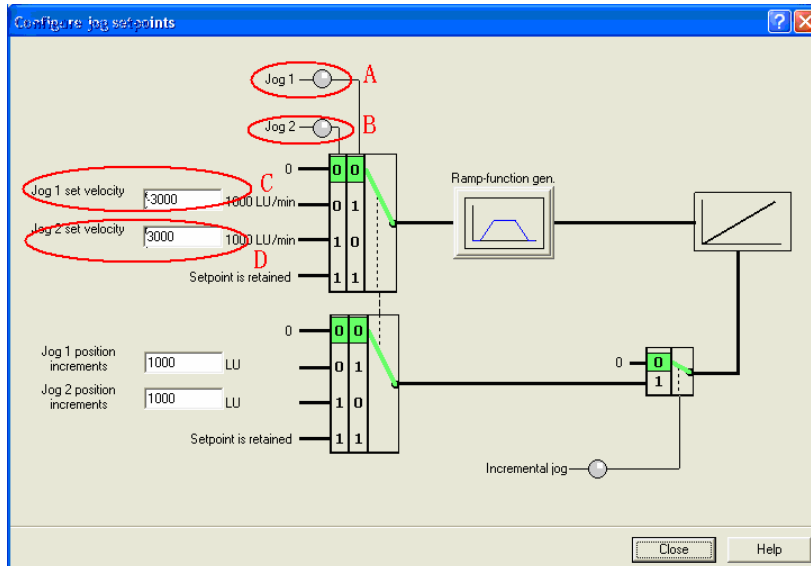 Configure jog setpoints
Jog 1
A
Jog 2
B
0
0 0
Jog 1 set velocity
-3000
C
1000 LU/min
0 1
Jog 2 set velocity
3000
1000 LU/min
1 0
D
Setpoint is retained
1 1
Ramp-function gen.
0
0 0
Jog 1 position
increments
1000
LU
0 1
Jog 2 position
increments
1000
LU
1 0
Setpoint is retained
1 1
0
0
1
Incremental jog
Close
Help